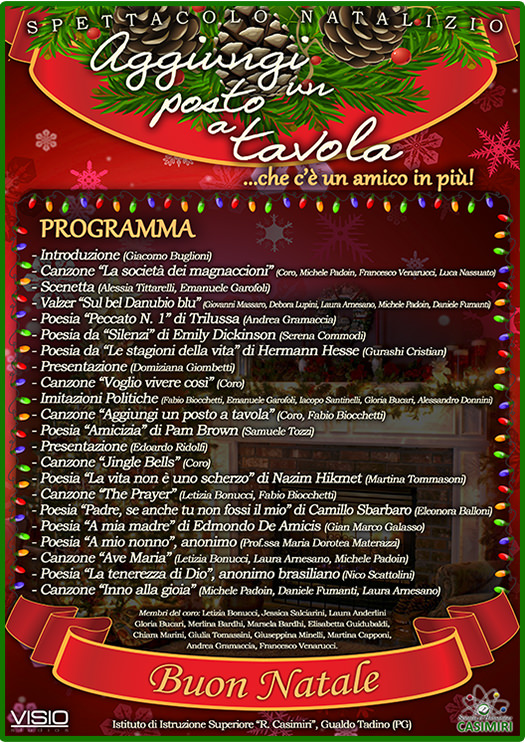 SPETTACOLO NATALIZIO
Aggiungi
un
posto
a
tavola
...che c'è un amico in più!
PROGRAMMA
- Introduzione (Giacomo Buglioni)
- Canzone "La società dei magnaccioni" (Coro, Michele Padoin, Francesco Venarucci, Luca Nassuato)
- Scenetta (Alessia Tittarelli, Emanuele Garofoli)
- Valzer "Sul bel Danubio blu" (Giovanni Massaro, Debora Lupini, Laura Arnesano, Michele Padoin, Daniele Fumanti)
- Poesia "Peccato N. 1" di Trilussa (Andrea Gramaccia)
- Poesia da "Silenzi" di Emily Dickinson (Serena Commodi)
- Poesia da "Le stagioni della vita" di Hermann Hesse (Gurashi Cristian)
- Presentazione (Domiziana Giombetti)
- Canzone "Voglio vivere così" (Coro)
- Imitazioni Politiche (Fabio Biocchetti, Emanuele Garofoli, Iacopo Santinelli, Gloria Bucari, Alessandro Donnini)
- Canzone "Aggiungi un posto a tavola" (Coro, Fabio Biocchetti)
- Poesia "Amicizia" di Pam Brown (Samuele Tozzi)
- Presentazione (Edoardo Ridolfi)
- Canzone "Jingle Bells" (Coro)
- Poesia "La vita non è uno scherzo" di Nazim Hikmet (Martina Tommasoni)
- Canzone "The Prayer" (Letizia Bonucci, Fabio Biocchetti)
- Poesia "Padre, se anche tu non fossi il mio" di Camillo Sbarbaro (Eleonora Balloni)
- Poesia "A mia madre" di Edmondo De Amicis (Gian Marco Galasso)
- Poesia "A mio nonno", anonimo (Prof.ssa Maria Dorotea Materazzi)
- Canzone "Ave Maria" (Letizia Bonucci, Laura Arnesano, Michele Padoin)
- Poesia "La tenerezza di Dio", anonimo brasiliano (Nico Scattolini)
- Canzone "Inno alla gioia" (Michele Padoin, Daniele Fumanti, Laura Arnesano)
Membri del coro: Letizia Bonucci, Jessica Salciarini, Laura Anderlini
Gloria Bucari, Merlina Bardhi, Marsela Bardhi, Elisabetta Guidubaldi,
Chiara Marini, Giulia Tomassini, Giuseppina Minelli, Martina Capponi,
Andrea Gramaccia, Francesco Venarucci.
Buon Natale
VISIO
CASIMIRI
Istituto di Istruzione Superiore "R. Casimiri", Gualdo Tadino (PG)